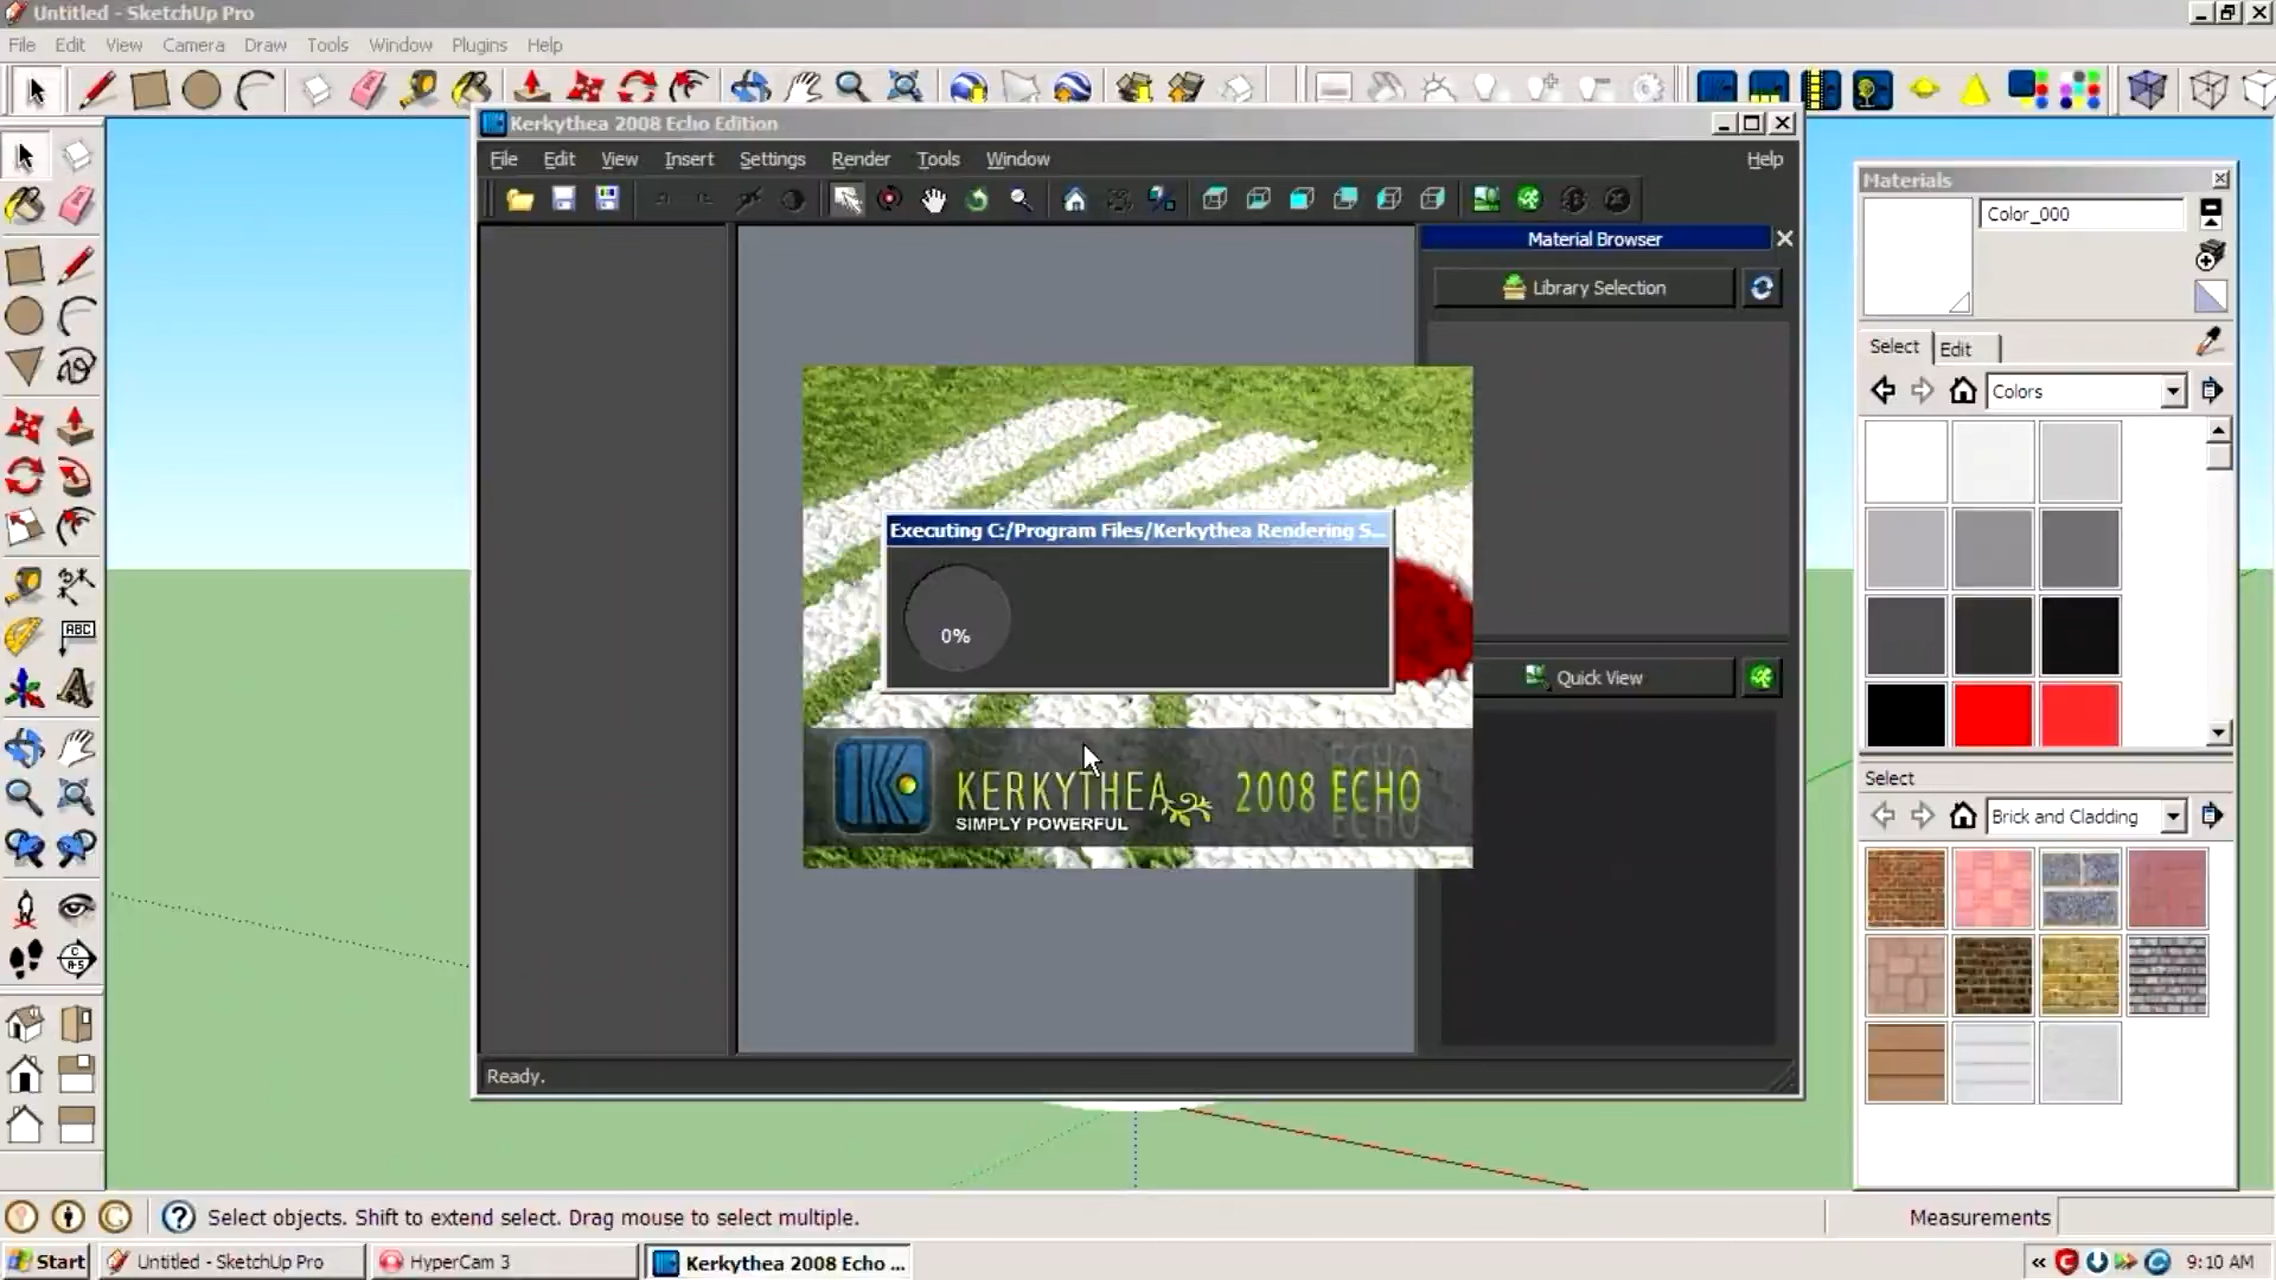 Untitled - SketchUp Pro
File Edit View Camera Draw Tools Window Plugins Help
Kerkythea 2008 Echo Edition
File Edit View Insert Settings Render Tools Window Help
Material Browser
Library Selection
Executing C:/Program Files/Kerkythea Rendering S...
0%
Quick View
KERKYTHEA 2008 ECHO
ECHO
ECHO
SIMPLY POWERFUL
Ready.
Materials
Color_000
Select Edit
Colors
Select
Brick and Cladding
ABC
C
A-5
Select objects. Shift to extend select. Drag mouse to select multiple.
Measurements
Start
Untitled - SketchUp Pro
HyperCam 3
Kerkythea 2008 Echo ...
9:10 AM